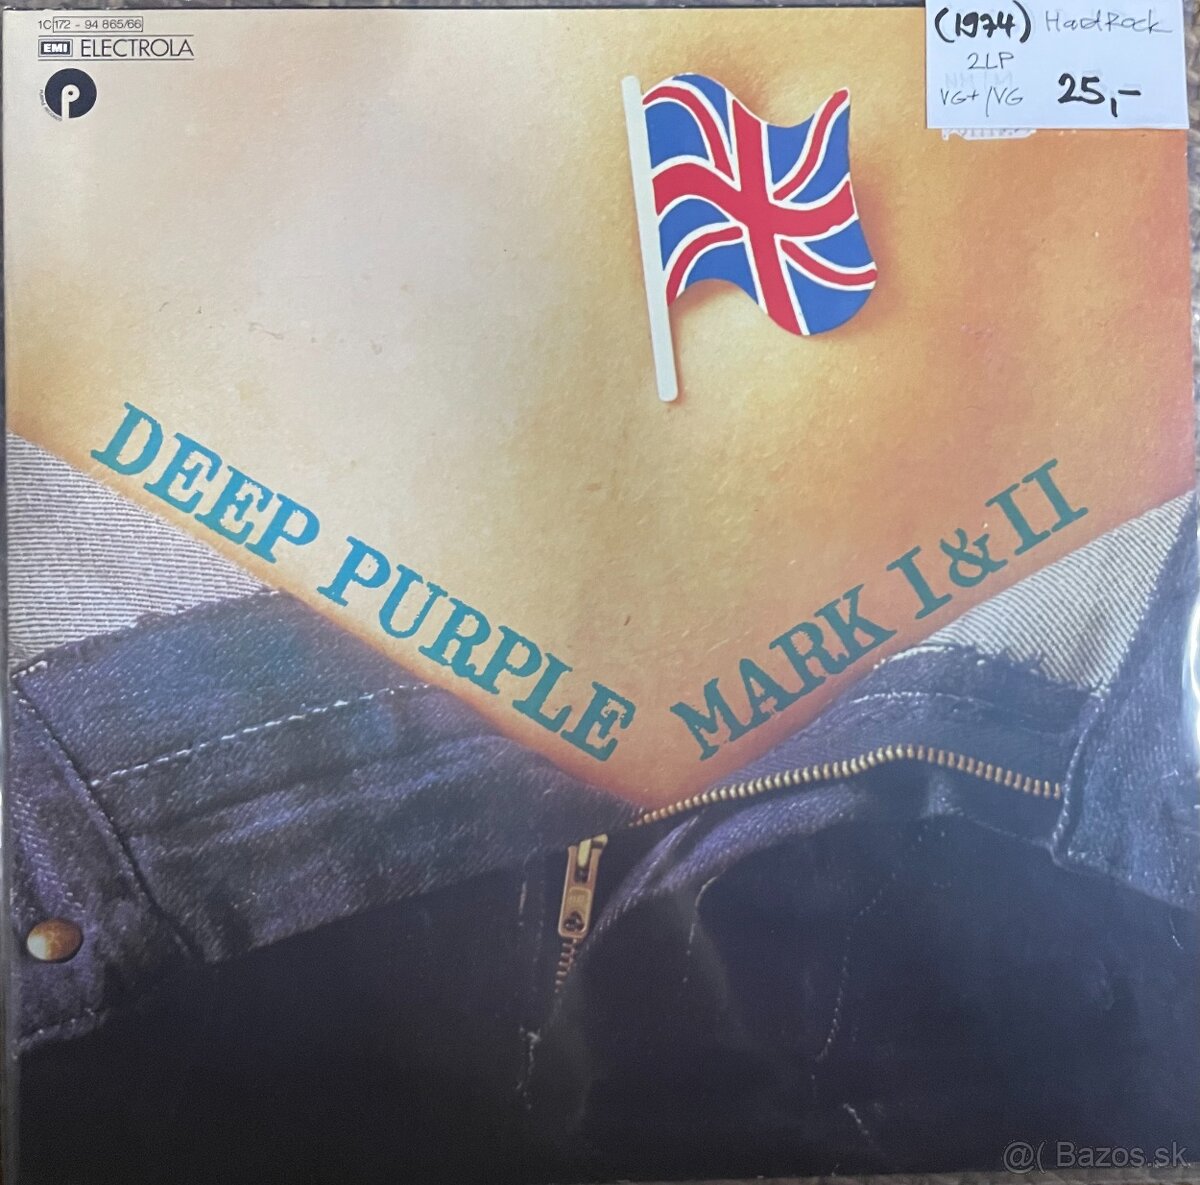 1C 172 - 94 865/66
EMI ELECTROLA
(1974) HardRock
2LP
VG+/VG 25,-
DEEP PURPLE MARK I & II
@( Bazos.sk